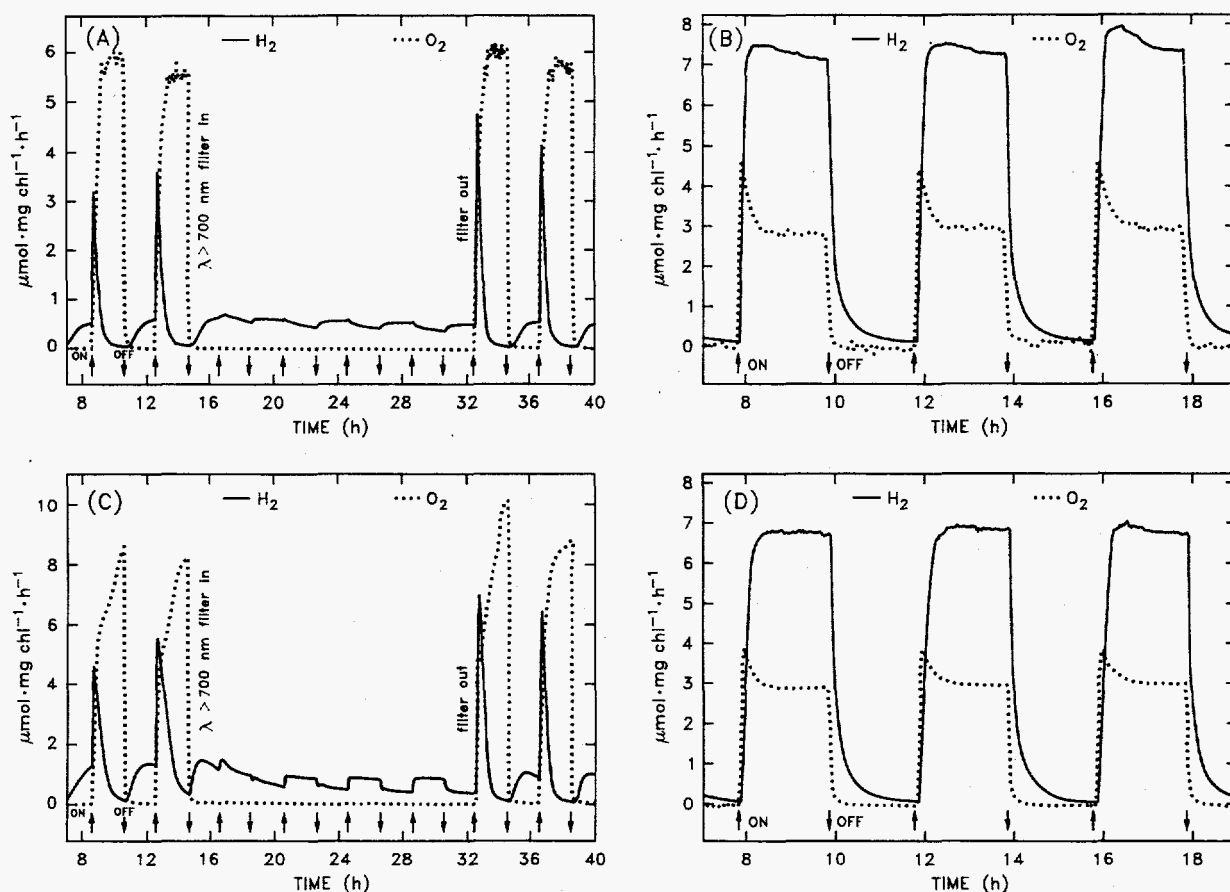 (A)
H₂
O₂
μmol·mg chl⁻¹·h⁻¹
6
5
4
3
2
1
0
λ > 700 nm filter in
filter out
ON
OFF
8 12 16 20 24 28 32 36 40
TIME (h)
(B)
H₂
O₂
μmol·mg chl⁻¹·h⁻¹
8
7
6
5
4
3
2
1
0
ON
OFF
8 10 12 14 16 18
TIME (h)
(C)
H₂
O₂
μmol·mg chl⁻¹·h⁻¹
10
8
6
4
2
0
λ > 700 nm filter in
filter out
ON
OFF
8 12 16 20 24 28 32 36 40
TIME (h)
(D)
H₂
O₂
μmol·mg chl⁻¹·h⁻¹
8
7
6
5
4
3
2
1
0
ON
OFF
8 10 12 14 16 18
TIME (h)